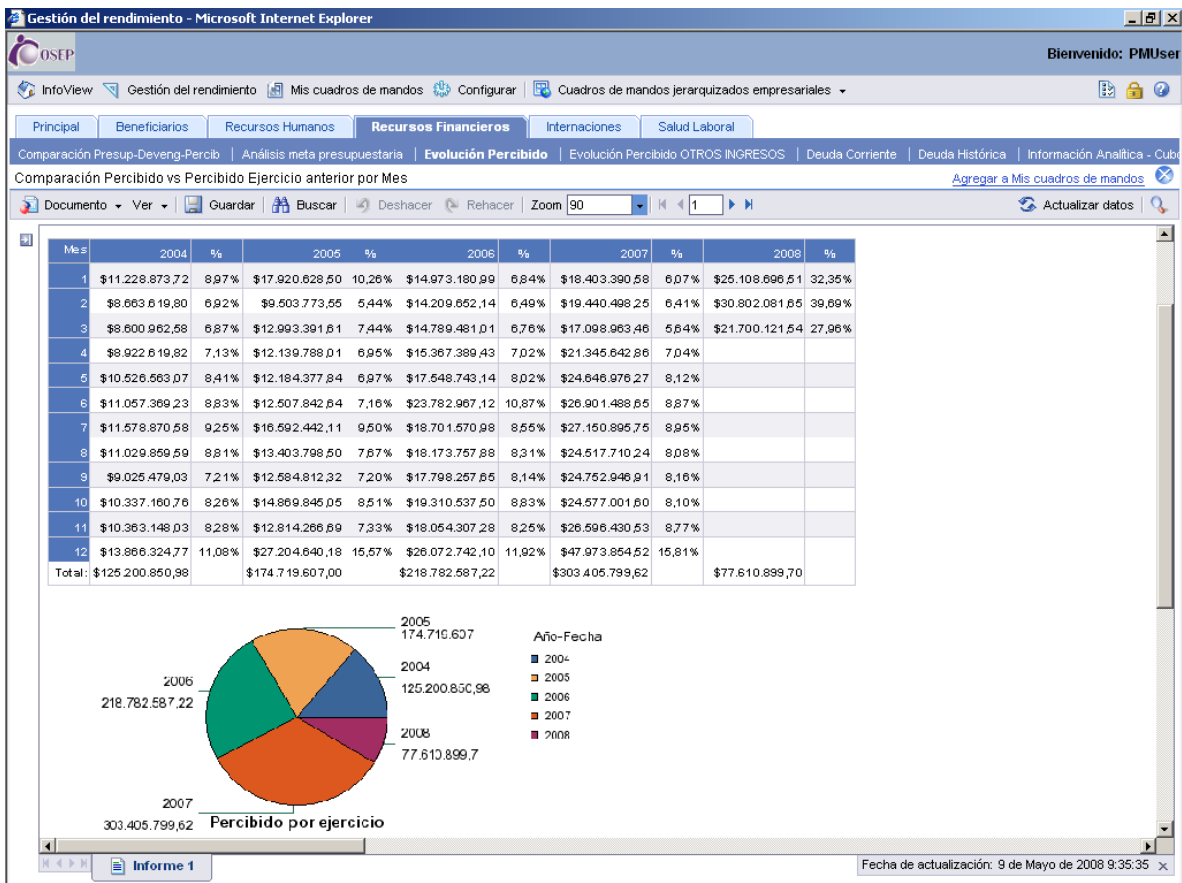 Gestión del rendimiento - Microsoft Internet Explorer
OSEP
Bienvenido: PMUser
InfoView Gestión del rendimiento Mis cuadros de mandos Configurar Cuadros de mandos jerarquizados empresariales
Principal Beneficiarios Recursos Humanos Recursos Financieros Internaciones Salud Laboral
Comparación Presup-Deveng-Percib | Análisis meta presupuestaria | Evolución Percibido | Evolución Percibido OTROS INGRESOS | Deuda Corriente | Deuda Histórica | Información Analítica - Cubo
Comparación Percibido vs Percibido Ejercicio anterior por Mes Agregar a Mis cuadros de mandos
Documento Ver Guardar Buscar Deshacer Rehacer Zoom 90 1 Actualizar datos
Mes 2004 % 2005 % 2006 % 2007 % 2008 %
1 $11.228.873,72 8,97% $17.920.628,50 10,26% $14.973.180,99 6,84% $18.403.390,58 6,07% $25.108.696,51 32,35%
2 $8.663.619,80 6,92% $9.503.773,55 5,44% $14.209.652,14 6,49% $19.440.498,25 6,41% $30.802.081,65 39,69%
3 $8.600.962,58 6,87% $12.993.391,61 7,44% $14.789.481,01 6,76% $17.098.963,46 5,64% $21.700.121,54 27,96%
4 $8.922.619,82 7,13% $12.139.788,01 6,95% $15.367.389,43 7,02% $21.345.642,86 7,04%
5 $10.526.563,07 8,41% $12.184.377,84 6,97% $17.548.743,14 8,02% $24.646.976,27 8,12%
6 $11.057.369,23 8,83% $12.507.842,64 7,16% $23.782.967,12 10,87% $26.901.488,65 8,87%
7 $11.578.870,58 9,25% $16.592.442,11 9,50% $18.701.570,98 8,55% $27.150.895,75 8,95%
8 $11.029.859,59 8,81% $13.403.798,50 7,67% $18.173.757,88 8,31% $24.517.710,24 8,08%
9 $9.025.479,03 7,21% $12.584.812,32 7,20% $17.798.257,65 8,14% $24.752.946,91 8,16%
10 $10.337.160,76 8,26% $14.869.845,05 8,51% $19.310.537,50 8,83% $24.577.001,60 8,10%
11 $10.363.148,03 8,28% $12.814.266,69 7,33% $18.054.307,28 8,25% $26.596.430,53 8,77%
12 $13.866.324,77 11,08% $27.204.640,18 15,57% $26.072.742,10 11,92% $47.973.854,52 15,81%
Total: $125.200.850,98 $174.719.607,00 $218.782.587,22 $303.405.799,62 $77.610.899,70
2005
174.719.607
2004
125.200.850,98
2006
218.782.587,22
2008
77.610.899,7
2007
303.405.799,62
Percibido por ejercicio
Año-Fecha
2004
2005
2006
2007
2008
Informe 1
Fecha de actualización: 9 de Mayo de 2008 9:35:35